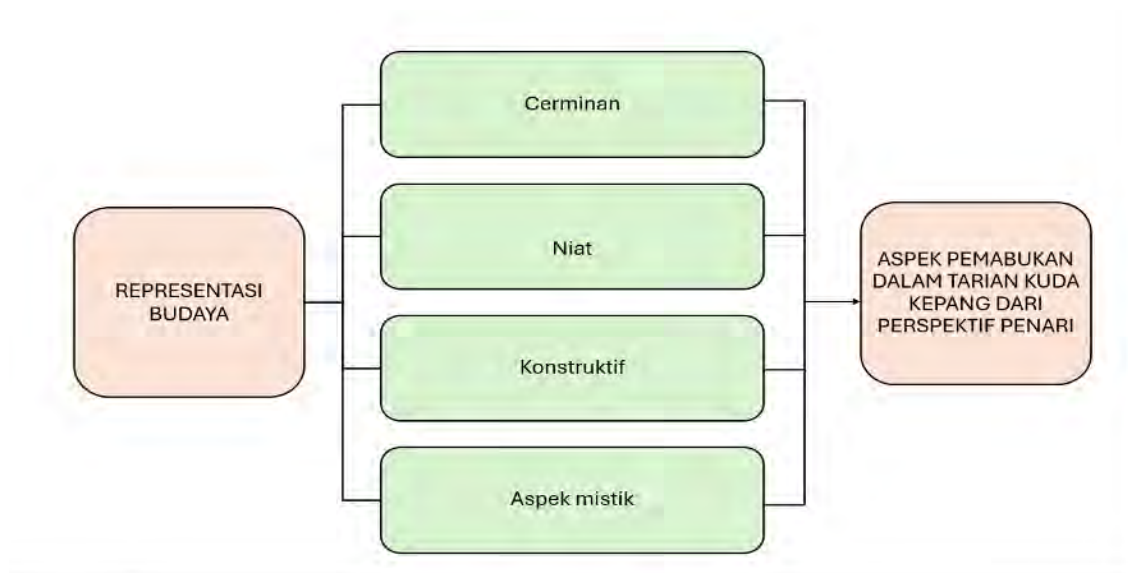 REPRESENTASI
BUDAYA
Cerminan
Niat
Konstruktif
Aspek mistik
ASPEK PEMABUKAN
DALAM TARIAN KUDA
KEPANG DARI
PERSPEKTIF PENARI